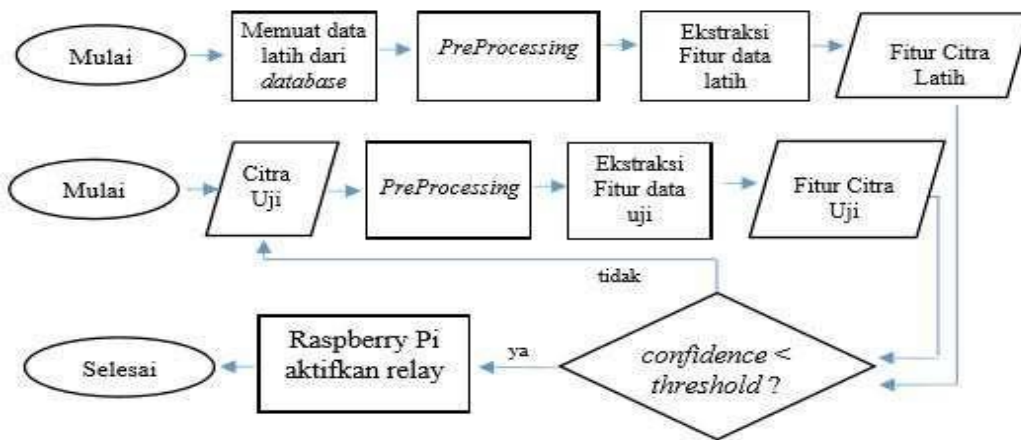 Mulai
Memuat data
latih dari
database
PreProcessing
Ekstraksi
Fitur data
latih
Fitur Citra
Latih
Mulai
Citra
Uji
PreProcessing
Ekstraksi
Fitur data
uji
Fitur Citra
Uji
tidak
Selesai
Raspberry Pi
aktifkan relay
ya
confidence <
threshold ?